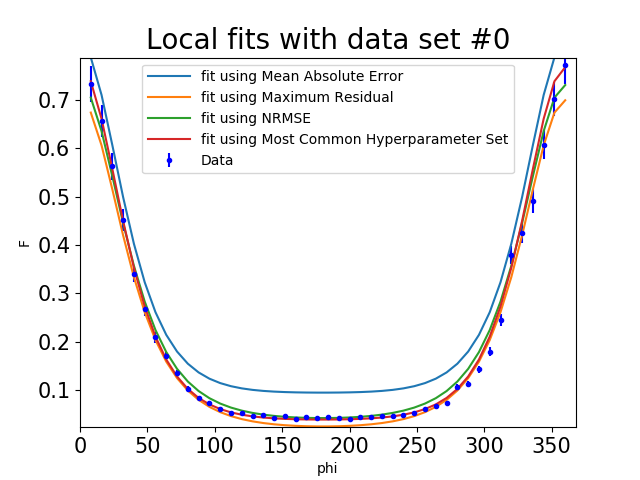 Local fits with data set #0
fit using Mean Absolute Error
fit using Maximum Residual
fit using NRMSE
fit using Most Common Hyperparameter Set
Data
0.7
0.6
0.5
0.4
0.3
0.2
0.1
F
0 50 100 150 200 250 300 350
phi